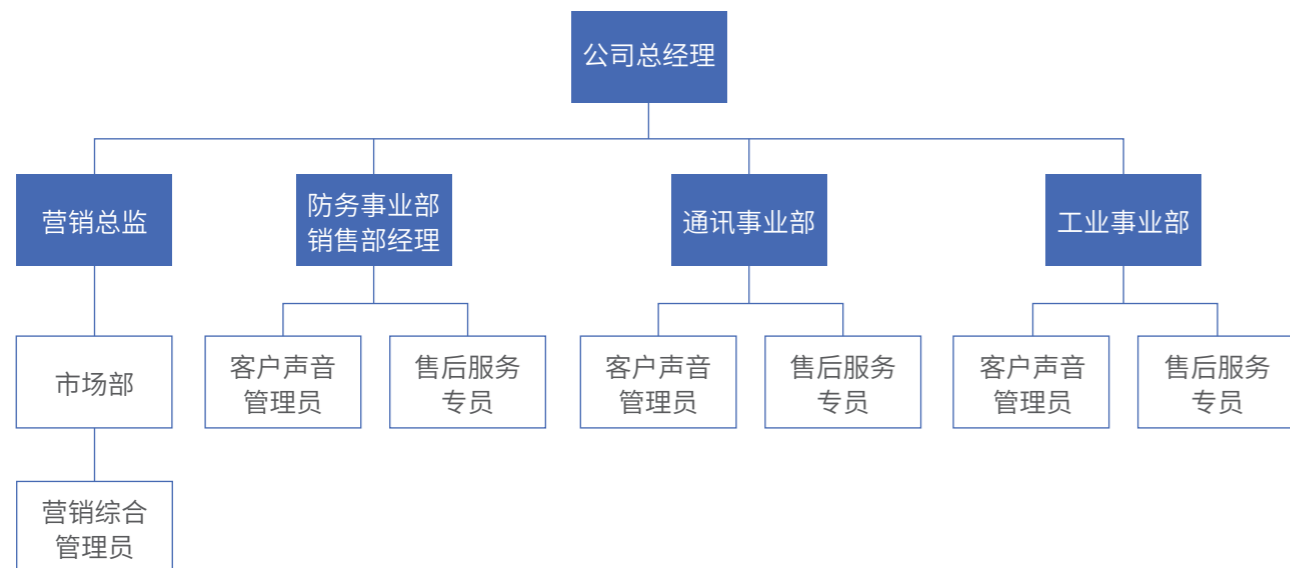 公司总经理
营销总监
防务事业部
销售部经理
通讯事业部
工业事业部
市场部
客户声音
管理员
售后服务
专员
客户声音
管理员
售后服务
专员
客户声音
管理员
售后服务
专员
营销综合
管理员